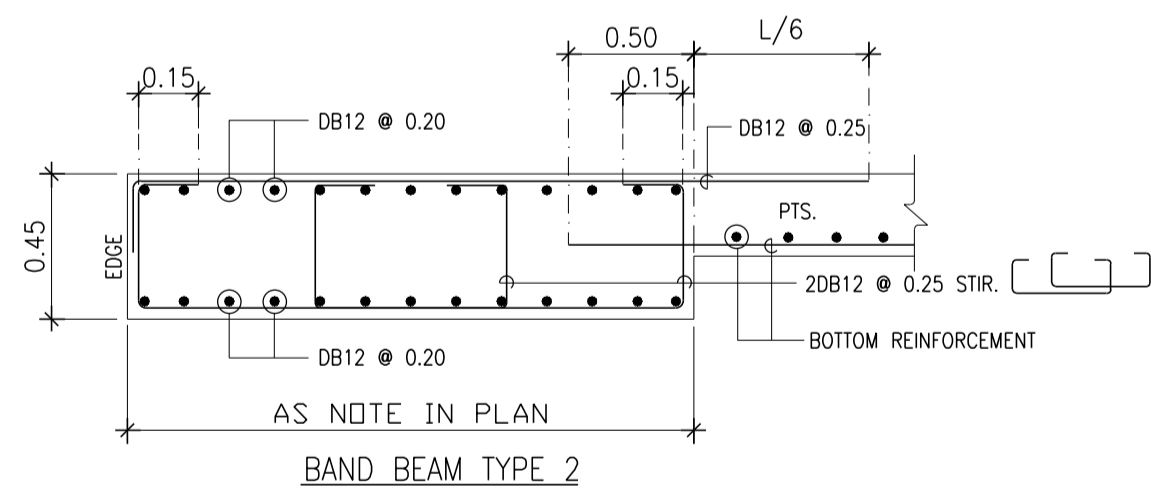 0.50
L/6
0.15
0.15
DB12 @ 0.20
DB12 @ 0.25
0.45
EDGE
PTS.
2DB12 @ 0.25 STIR.
BOTTOM REINFORCEMENT
DB12 @ 0.20
AS NOTE IN PLAN
BAND BEAM TYPE 2